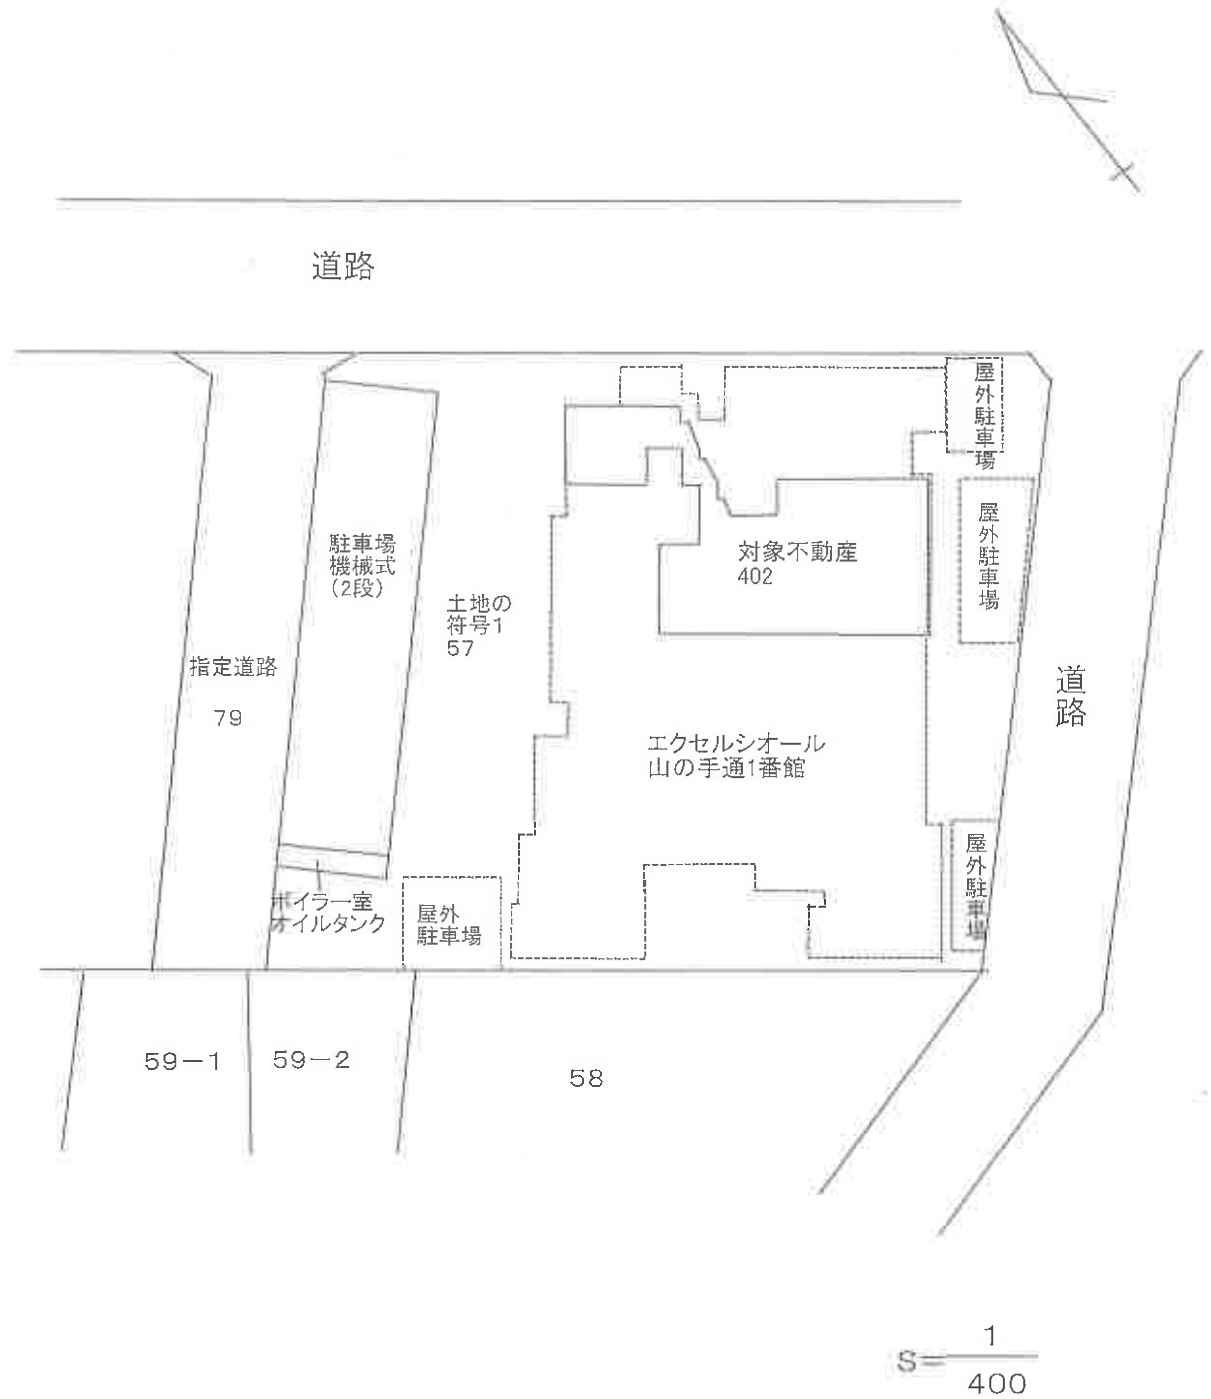 道路
屋外駐車場
屋外駐車場
駐車場
機械式
(2段)
対象不動産
402
土地の
符号1
57
指定道路
79
道路
エクセルシオール
山の手通1番館
屋外駐車場
ボイラー室
オイルタンク
屋外
駐車場
59-1
59-2
58
S=1/400